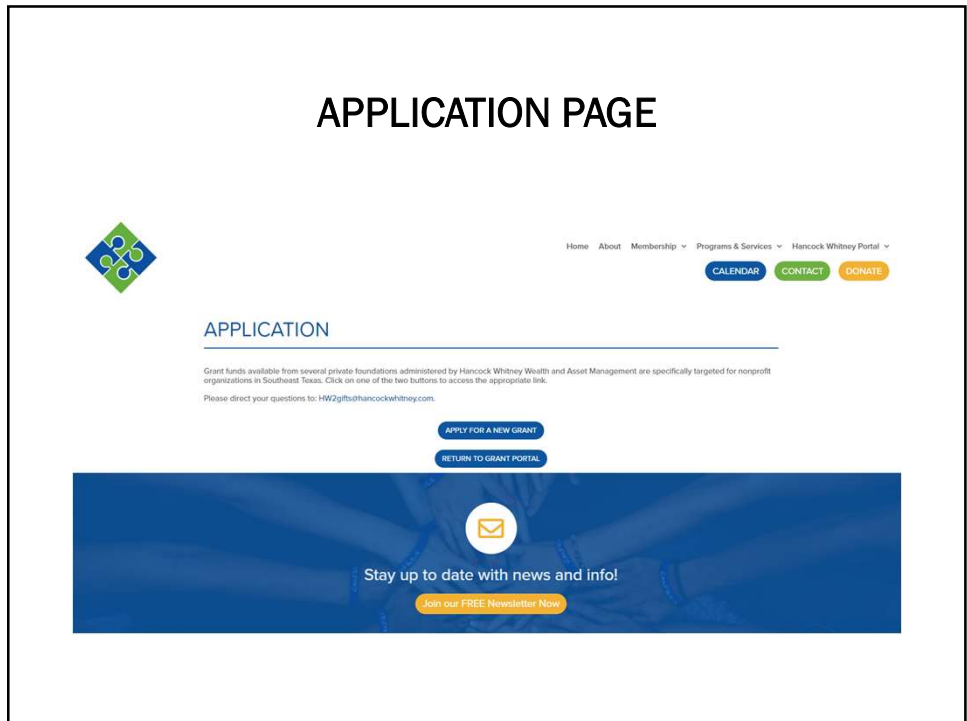 APPLICATION PAGE
Home About Membership Programs & Services Hancock Whitney Portal
CALENDAR CONTACT DONATE
APPLICATION
Grant funds available from several private foundations administered by Hancock Whitney Wealth and Asset Management are specifically targeted for nonprofit
organizations in Southeast Texas. Click on one of the two buttons to access the appropriate link.
Please direct your questions to: HW2gifts@hancockwhitney.com.
APPLY FOR A NEW GRANT
RETURN TO GRANT PORTAL
Stay up to date with news and info!
Join our FREE Newsletter Now